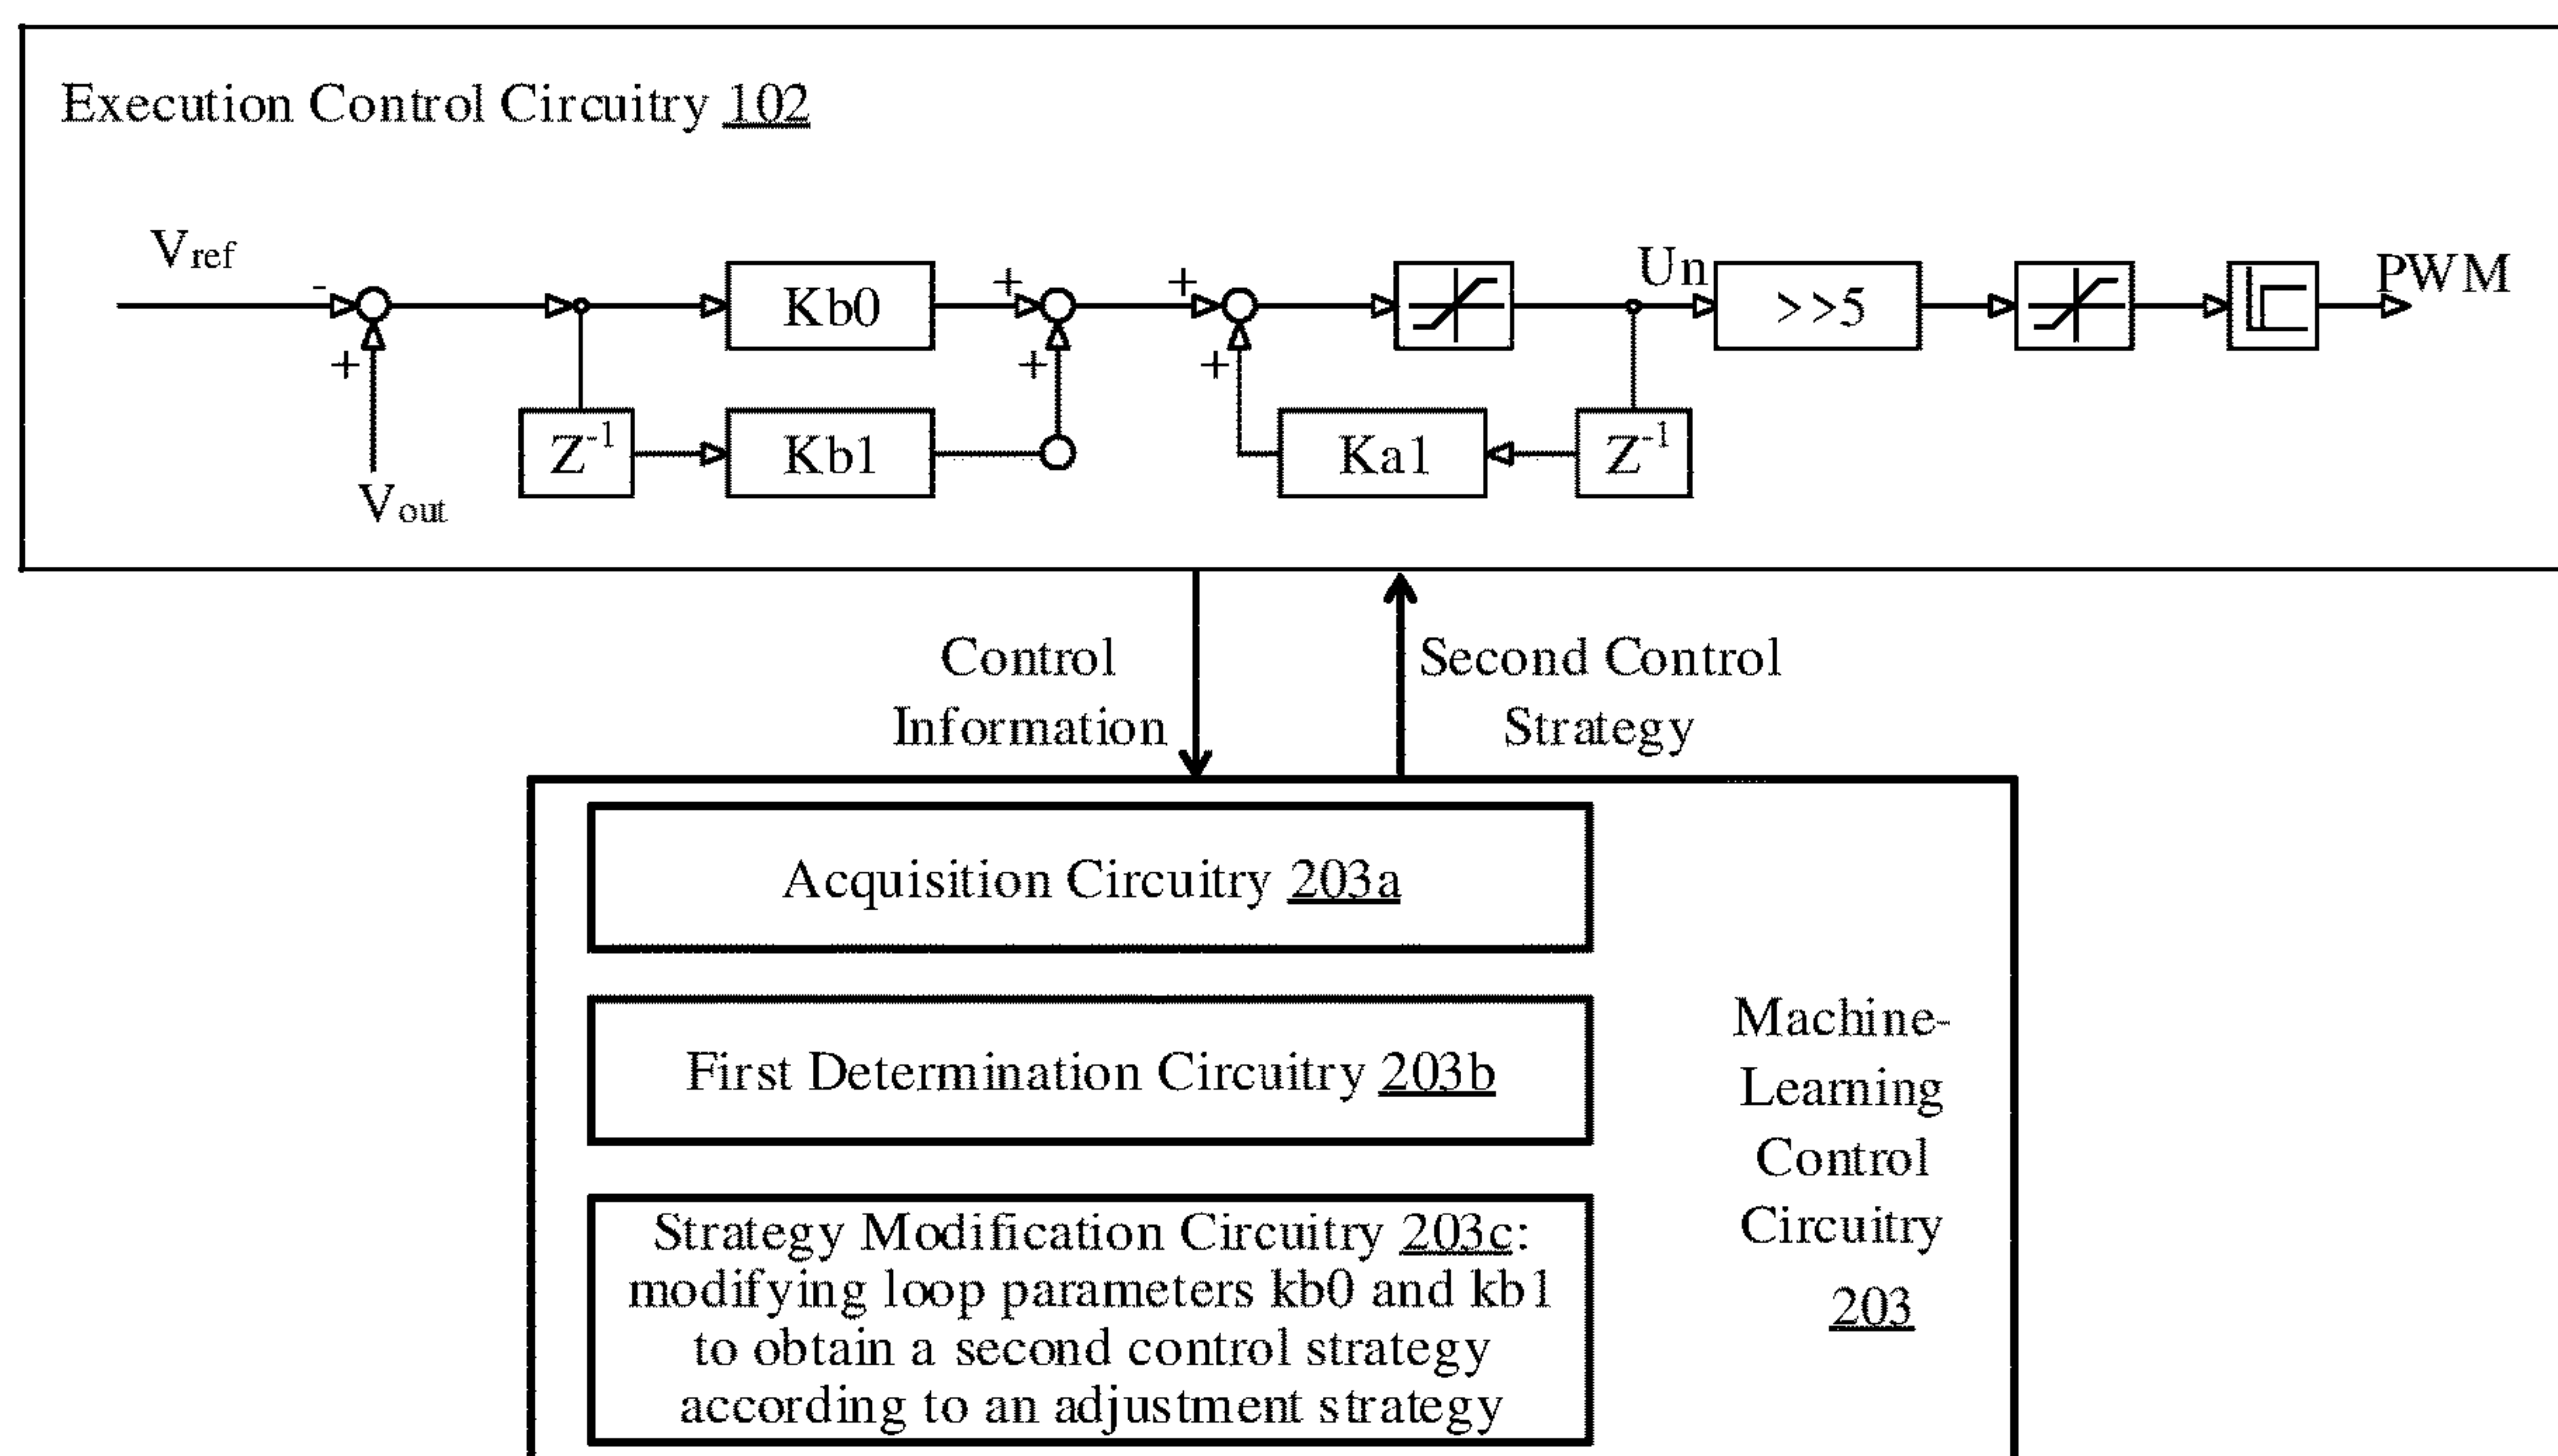 Execution Control Circuitry 102
Vref
-
+
Vout
Kb0
Z-1
Kb1
+
+
+
+
Un
Ka1
Z-1
>>5
PWM
Control
Information
Second Control
Strategy
Acquisition Circuitry 203a
First Determination Circuitry 203b
Strategy Modification Circuitry 203c:
modifying loop parameters kb0 and kb1
to obtain a second control strategy
according to an adjustment strategy
Machine-
Learning
Control
Circuitry
203